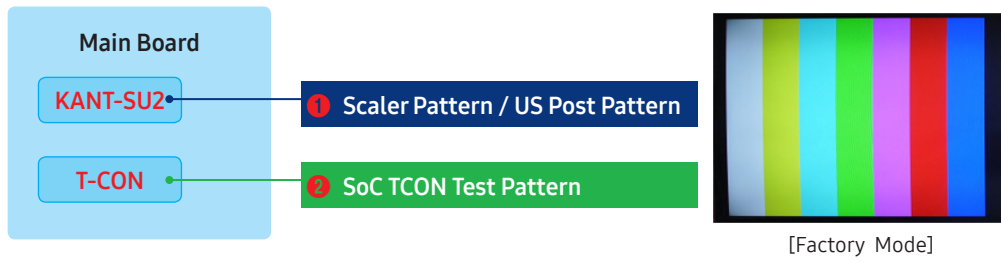 Main Board
KANT-SU2
1 Scaler Pattern / US Post Pattern
T-CON
2 SoC TCON Test Pattern
[Factory Mode]